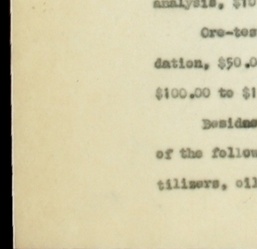 analysis, $10
Ore-tes
dation, $50.0
$100.00 to $1
Besides
of the follow
tilizers, oil